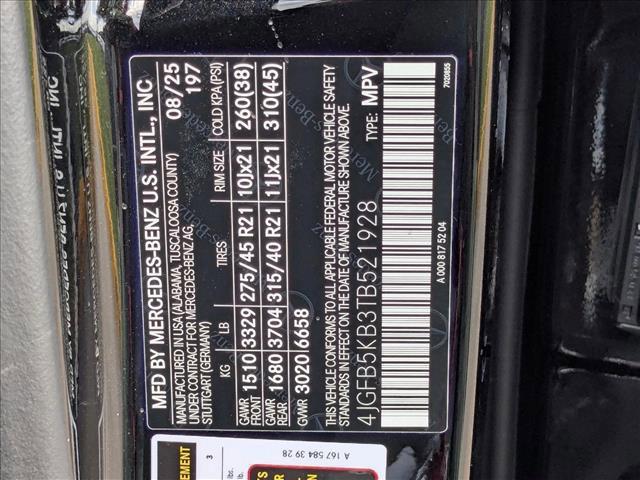 MFD BY MERCEDES-BENZ U.S. INTL., INC.
MANUFACTURED IN USA (ALABAMA, TUSCALOOSA COUNTY) 08/25
UNDER CONTRACT FOR MERCEDES-BENZ AG, 197
STUTTGART (GERMANY)
KG LB TIRES RIM SIZE COLD KPA(PSI)
GAWR FRONT 1510 3329 275/45 R21 10Jx21 260(38)
GAWR REAR 1680 3704 315/40 R21 11Jx21 310(45)
GVWR 3020 6658
THIS VEHICLE CONFORMS TO ALL APPLICABLE FEDERAL MOTOR VEHICLE SAFETY
STANDARDS IN EFFECT ON THE DATE OF MANUFACTURE SHOWN ABOVE.
4JGFB5KB3TB521928 TYPE: MPV
A 000 817 52 04 7020855
A 167 584 39 28
3